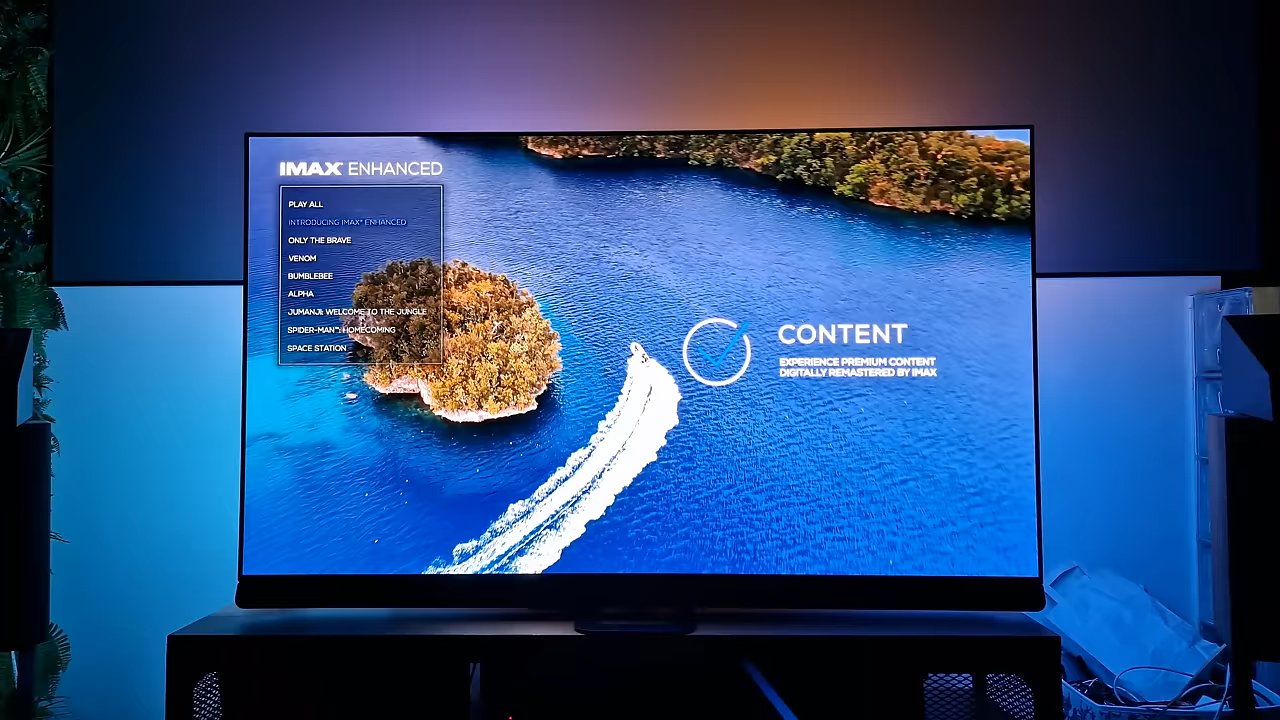 IMAX® ENHANCED
PLAY ALL
INTRODUCING IMAX® ENHANCED
ONLY THE BRAVE
VENOM
BUMBLEBEE
ALPHA
JUMANJI: WELCOME TO THE JUNGLE
SPIDER-MAN™: HOMECOMING
SPACE STATION
CONTENT
EXPERIENCE PREMIUM CONTENT
DIGITALLY REMASTERED BY IMAX